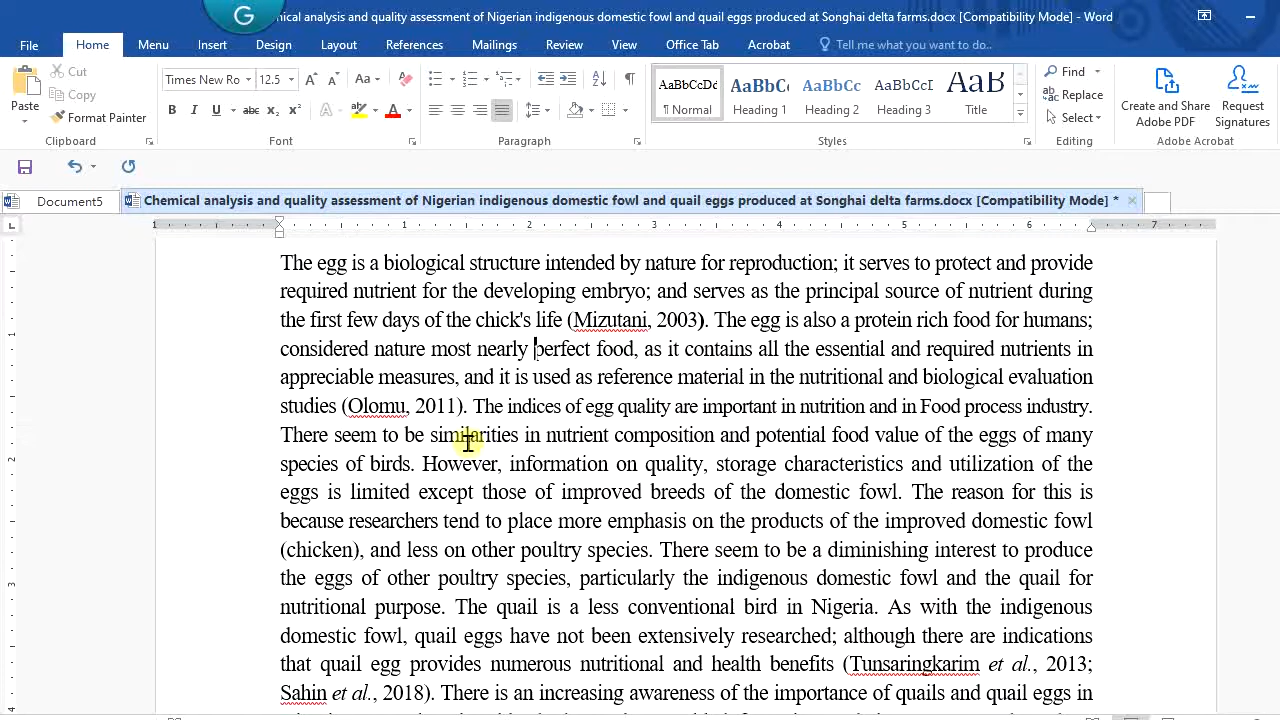 G
nical analysis and quality assessment of Nigerian indigenous domestic fowl and quail eggs produced at Songhai delta farms.docx [Compatibility Mode] - Word
File Home Menu Insert Design Layout References Mailings Review View Office Tab Acrobat Tell me what you want to do..
Paste
Cut
Copy
Format Painter
Clipboard
Times New Ro 12.5
Font
Paragraph
AaBbCcDd AaBbC AaBbCc AaBbCcI AaB
¶ Normal Heading 1 Heading 2 Heading 3 Title
Styles
Find
Replace
Select
Editing
Create and Share Adobe PDF
Request Signatures
Adobe Acrobat
Document5
Chemical analysis and quality assessment of Nigerian indigenous domestic fowl and quail eggs produced at Songhai delta farms.docx [Compatibility Mode] *
1 1 2 3 4 5 6 7
The egg is a biological structure intended by nature for reproduction; it serves to protect and provide
required nutrient for the developing embryo; and serves as the principal source of nutrient during
the first few days of the chick's life (Mizutani, 2003). The egg is also a protein rich food for humans;
considered nature most nearly perfect food, as it contains all the essential and required nutrients in
appreciable measures, and it is used as reference material in the nutritional and biological evaluation
studies (Olomu, 2011). The indices of egg quality are important in nutrition and in Food process industry.
There seem to be similarities in nutrient composition and potential food value of the eggs of many
species of birds. However, information on quality, storage characteristics and utilization of the
eggs is limited except those of improved breeds of the domestic fowl. The reason for this is
because researchers tend to place more emphasis on the products of the improved domestic fowl
(chicken), and less on other poultry species. There seem to be a diminishing interest to produce
the eggs of other poultry species, particularly the indigenous domestic fowl and the quail for
nutritional purpose. The quail is a less conventional bird in Nigeria. As with the indigenous
domestic fowl, quail eggs have not been extensively researched; although there are indications
that quail egg provides numerous nutritional and health benefits (Tunsaringkarim et al., 2013;
Sahin et al., 2018). There is an increasing awareness of the importance of quails and quail eggs in